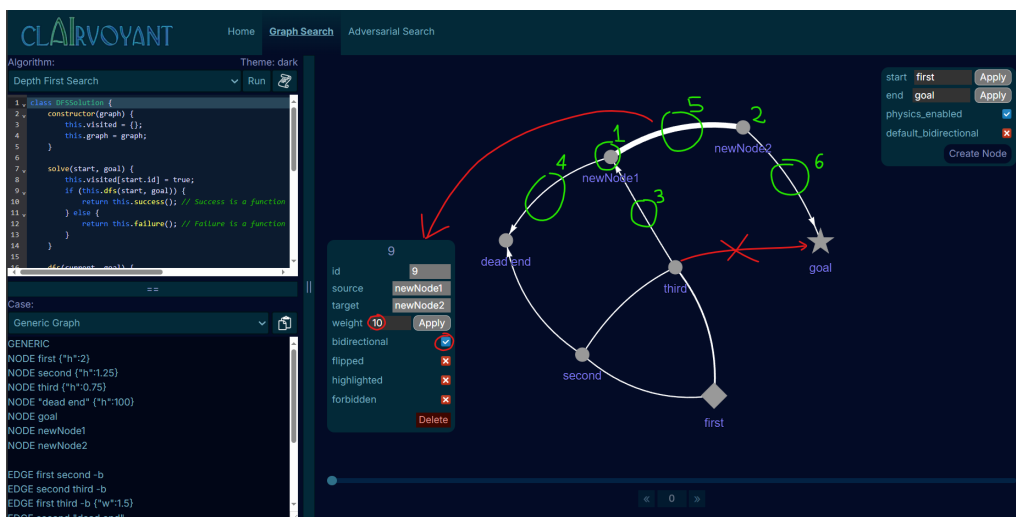 CLAIRVOYANT
Home Graph Search Adversarial Search
Algorithm: Theme: dark
Depth First Search Run
1 class DFSSolution {
2 constructor(graph) {
3 this.visited = {};
4 this.graph = graph;
5 }
6
7 solve(start, goal) {
8 this.visited[start.id] = true;
9 if (this.dfs(start, goal)) {
10 return this.success(); // Success is a function
11 } else {
12 return this.failure(); // Failure is a function
13 }
14 }
15
==
Case:
Generic Graph
GENERIC
NODE first {"h":2}
NODE second {"h":1.25}
NODE third {"h":0.75}
NODE "dead end" {"h":100}
NODE goal
NODE newNode1
NODE newNode2
EDGE first second -b
EDGE second third -b
EDGE first third -b {"w":1.5}
9
id 9
source newNode1
target newNode2
weight 10 Apply
bidirectional
flipped
highlighted
forbidden
Delete
5
1
2
newNode2
4
newNode1
6
3
dead end
third
goal
second
first
« 0 »
start first Apply
end goal Apply
physics_enabled
default_bidirectional
Create Node